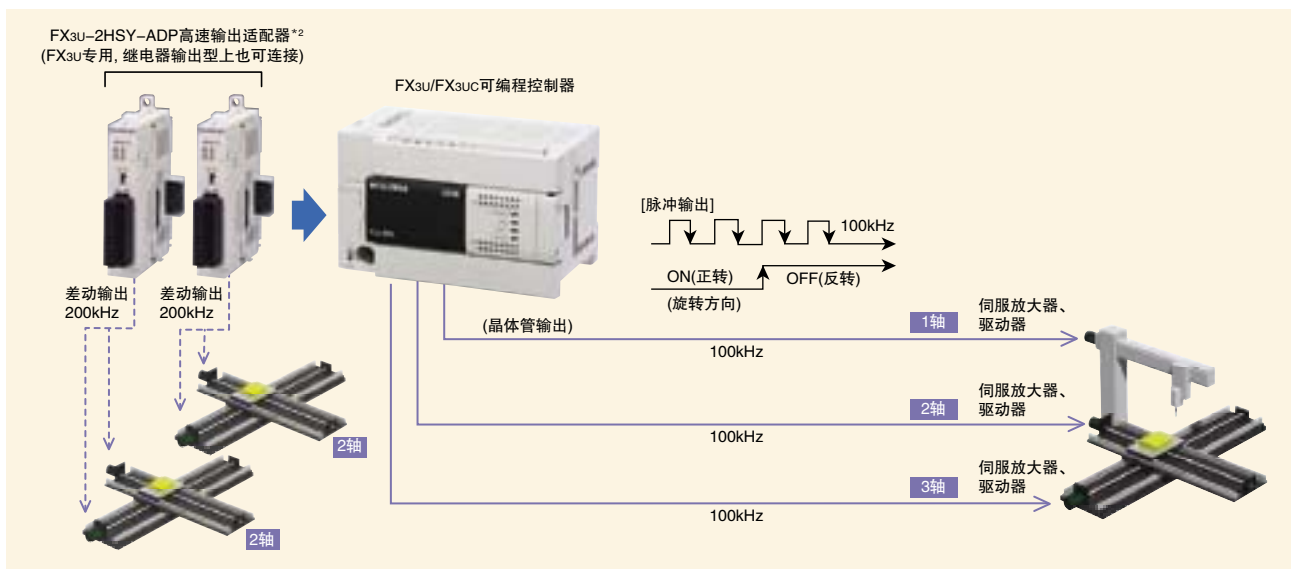 FX3U-2HSY-ADP高速输出适配器*2
(FX3U专用, 继电器输出型上也可连接)
FX3U/FX3UC可编程控制器
[脉冲输出]
100kHz
ON(正转)
OFF(反转)
(旋转方向)
差动输出
200kHz
差动输出
200kHz
(晶体管输出)
1轴
伺服放大器、
驱动器
100kHz
2轴
伺服放大器、
驱动器
100kHz
3轴
伺服放大器、
驱动器
100kHz
2轴
2轴